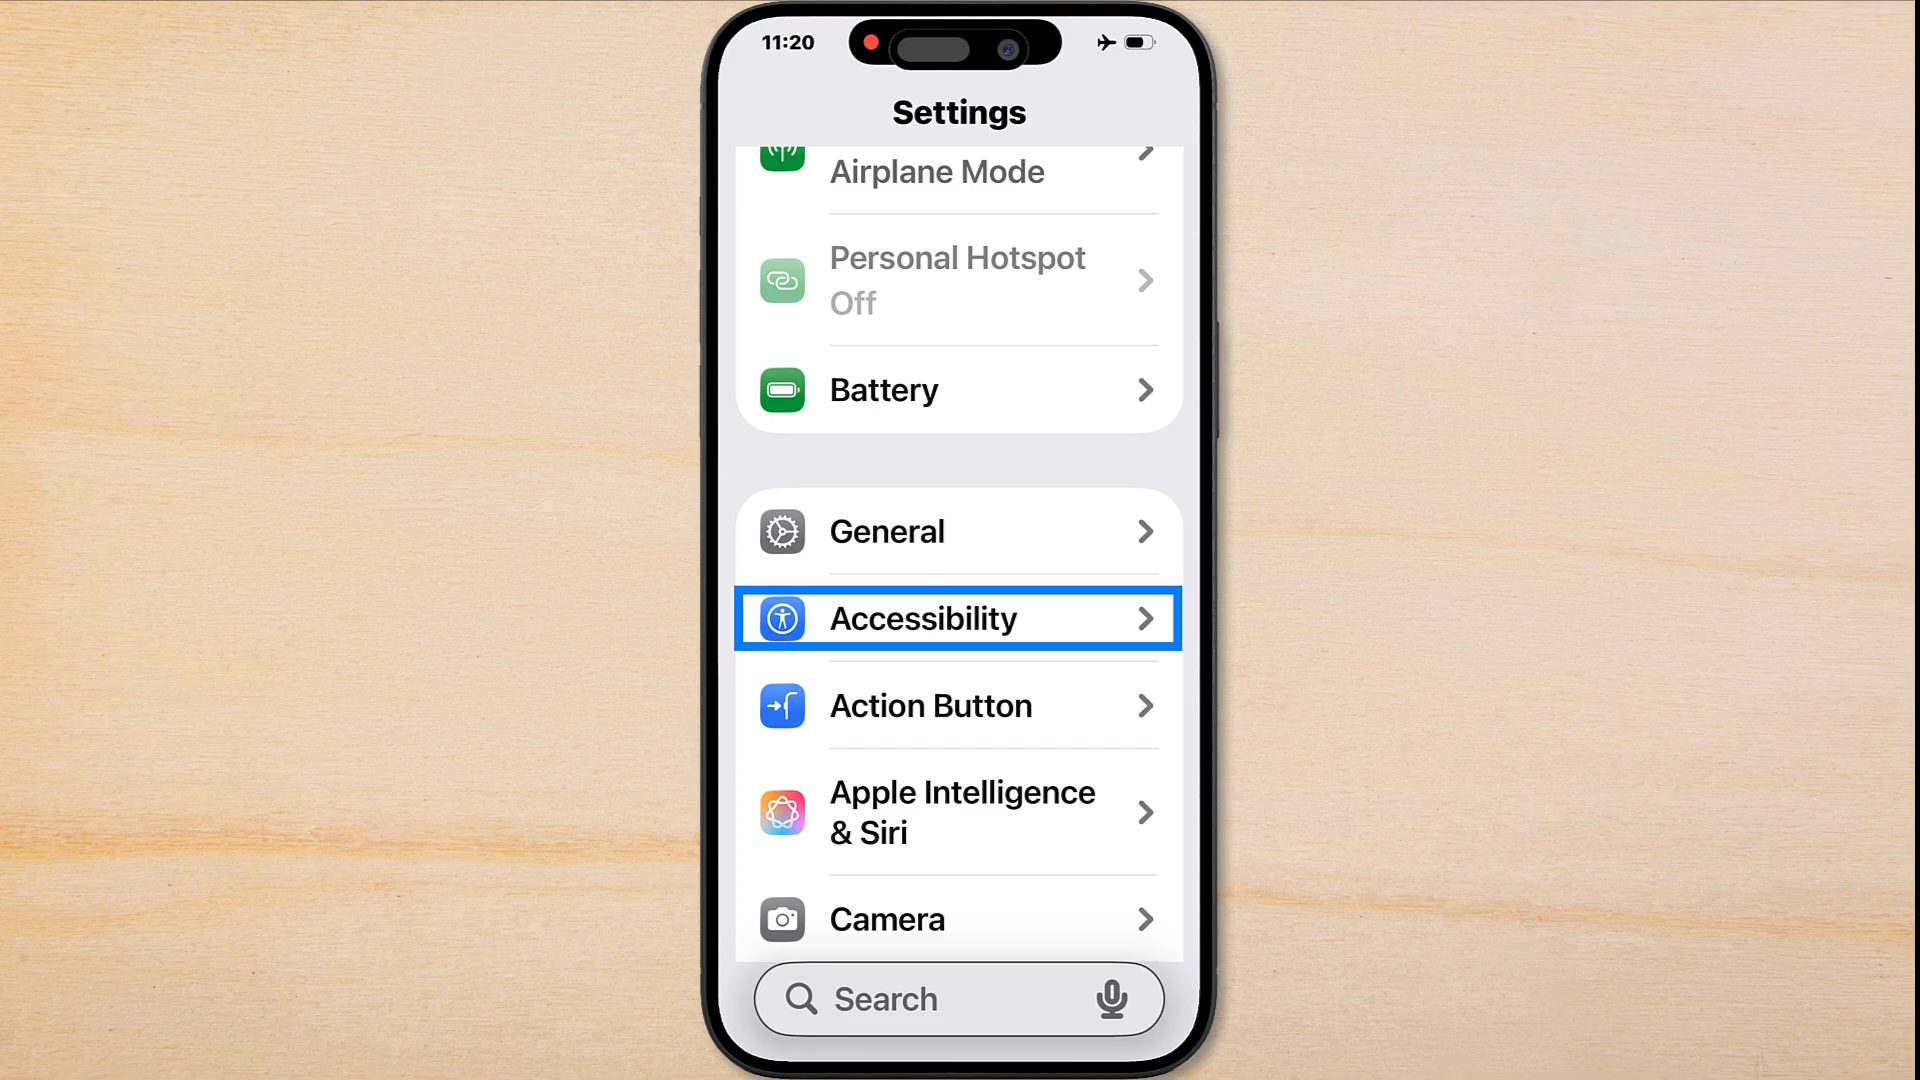 11:20
Settings
Airplane Mode
Personal Hotspot
Off
Battery
General
Accessibility
Action Button
Apple Intelligence
& Siri
Camera
Search